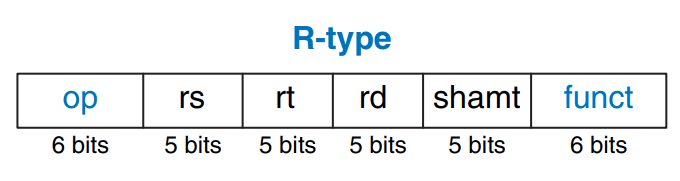 R-type
op rs rt rd shamt funct
6 bits 5 bits 5 bits 5 bits 5 bits 6 bits